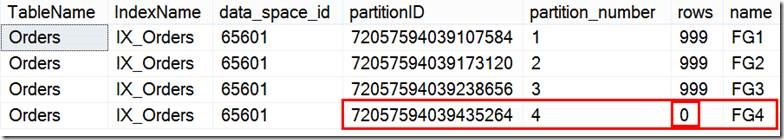 TableName IndexName data_space_id partitionID partition_number rows name
Orders IX_Orders 65601 72057594039107584 1 999 FG1
Orders IX_Orders 65601 72057594039173120 2 999 FG2
Orders IX_Orders 65601 72057594039238656 3 999 FG3
Orders IX_Orders 65601 72057594039435264 4 0 FG4